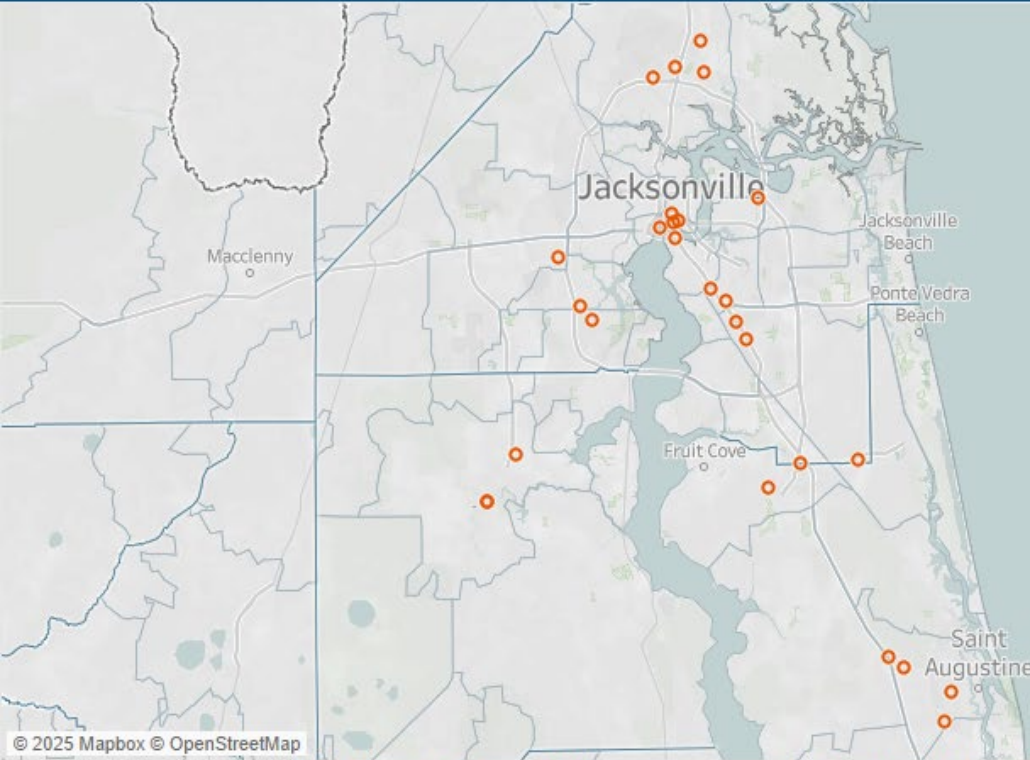 Jacksonville
Jacksonville
Beach
Macclenny
Ponte Vedra
Beach
Fruit Cove
Saint
Augustine
© 2025 Mapbox © OpenStreetMap